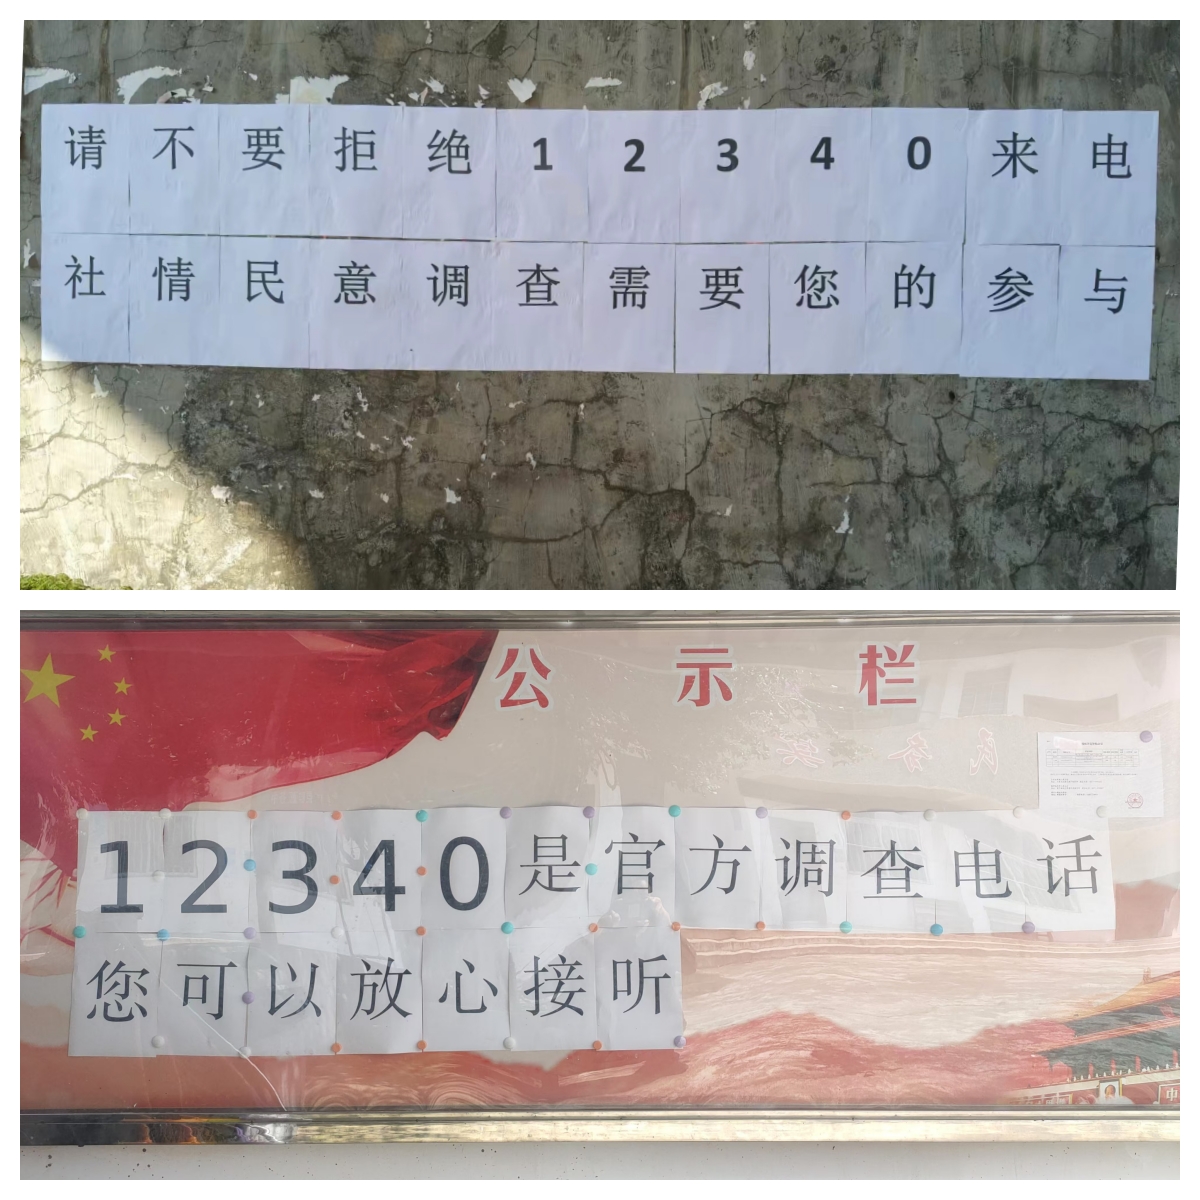 请不要拒绝12340来电
社情民意调查需要您的参与
公示栏
12340是官方调查电话
您可以放心接听